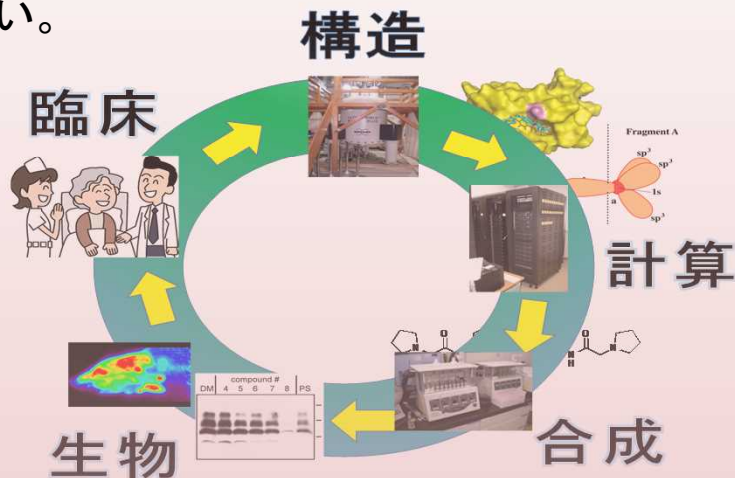 い。
構造
臨床
Fragment A
sp³
sp³
1s
a
sp³
計算
O
O
N
N
N
H
compound #
DM 4 5 6 7 8 PS
合成
生物